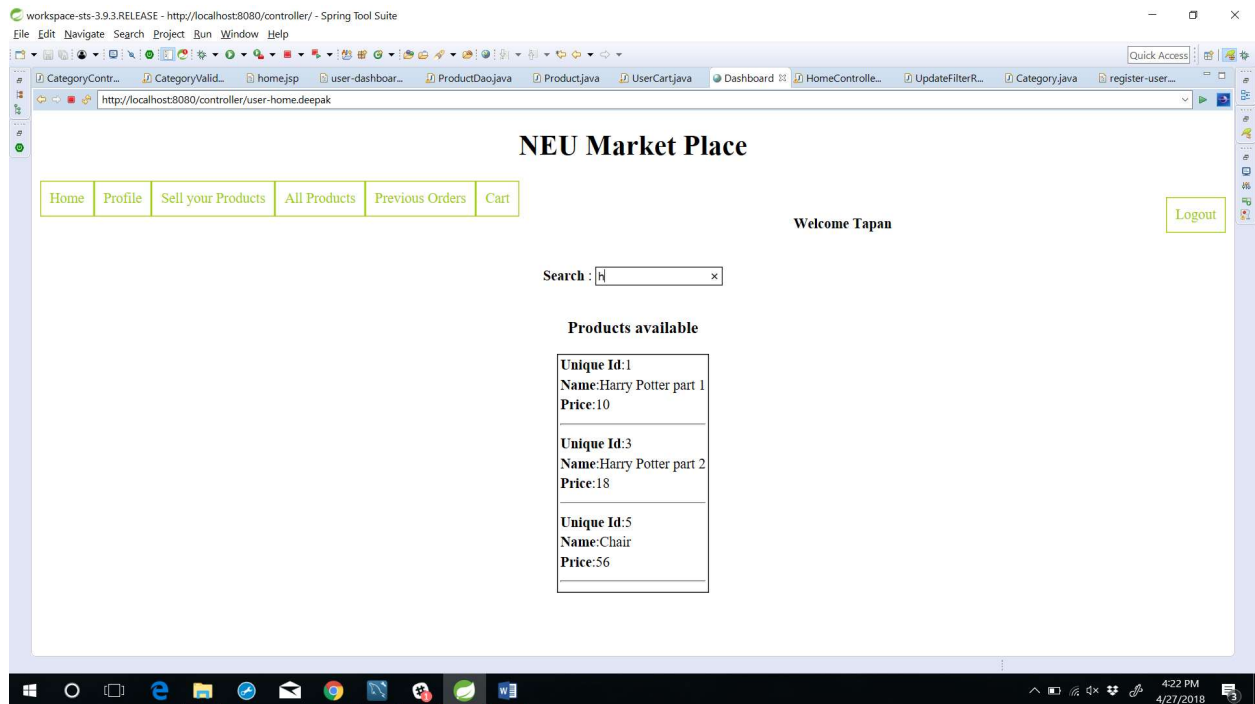 workspace-sts-3.9.3.RELEASE - http://localhost:8080/controller/ - Spring Tool Suite
File Edit Navigate Search Project Run Window Help
Quick Access
CategoryContr... CategoryValid... home.jsp user-dashboar... ProductDao.java Product.java UserCart.java Dashboard HomeControlle... UpdateFilterR... Category.java register-user....
http://localhost:8080/controller/user-home.deepak
NEU Market Place
Home Profile Sell your Products All Products Previous Orders Cart
Logout
Welcome Tapan
Search : h
Products available
Unique Id:1
Name:Harry Potter part 1
Price:10
Unique Id:3
Name:Harry Potter part 2
Price:18
Unique Id:5
Name:Chair
Price:56
4:22 PM
4/27/2018
3